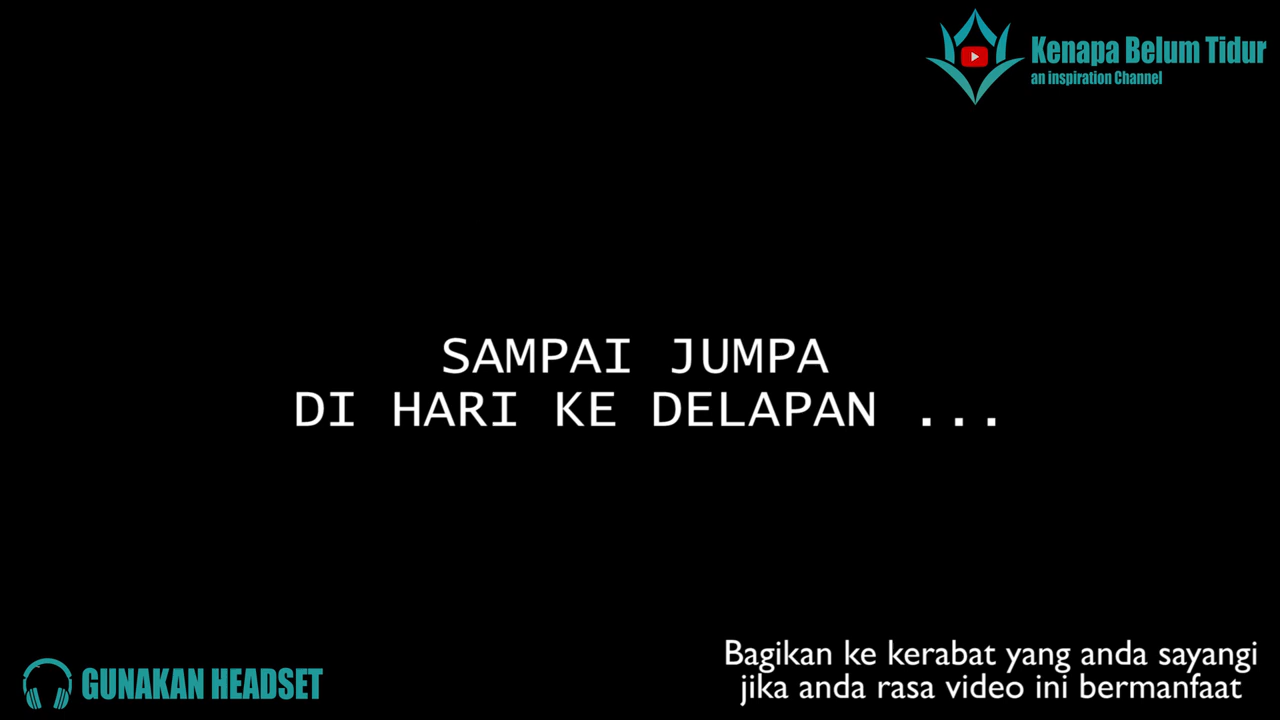 Kenapa Belum Tidur
an inspiration Channel
SAMPAI JUMPA
DI HARI KE DELAPAN ...
GUNAKAN HEADSET
Bagikan ke kerabat yang anda sayangi
jika anda rasa video ini bermanfaat